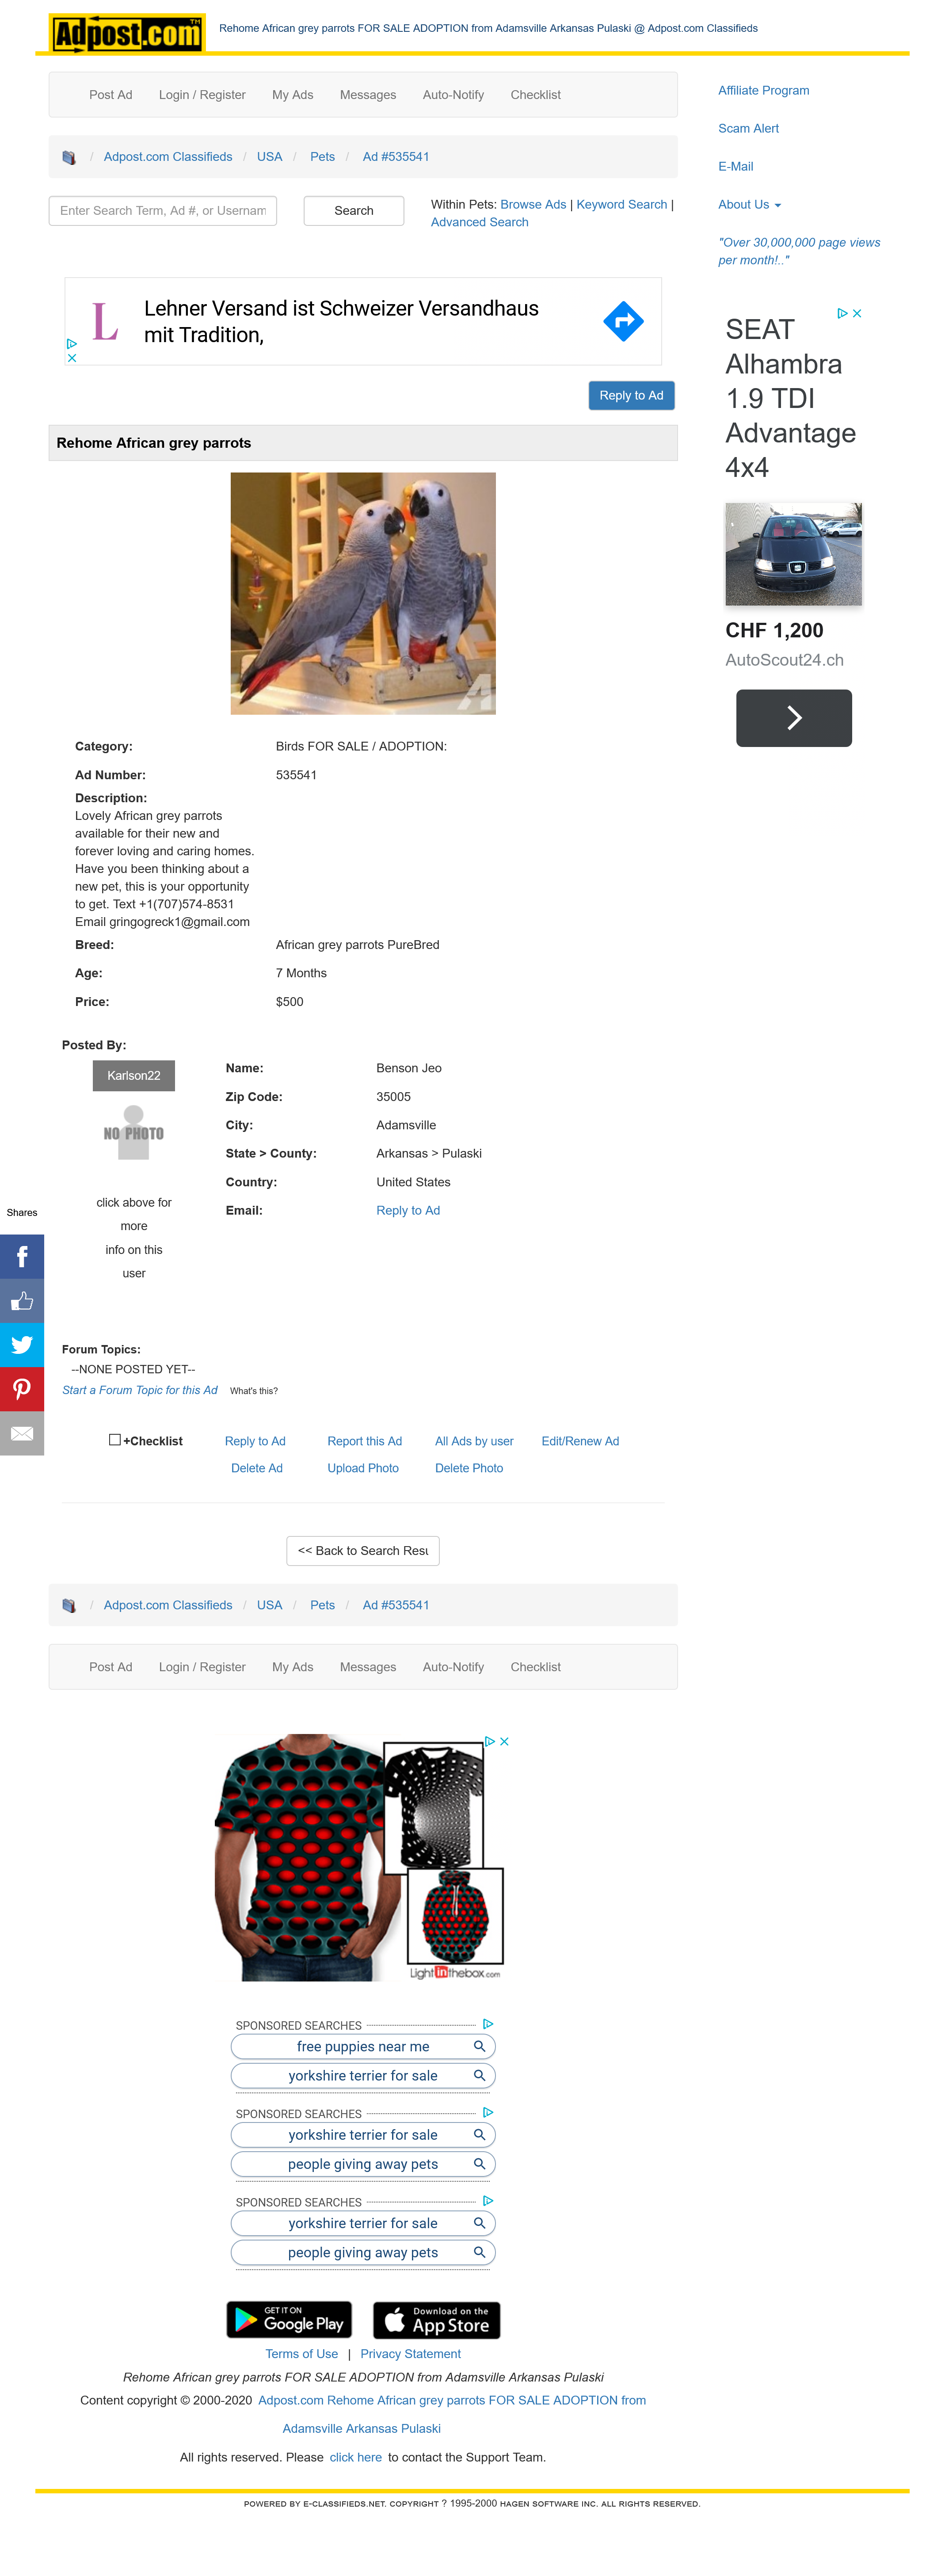 Adpost.com™
Rehome African grey parrots FOR SALE ADOPTION from Adamsville Arkansas Pulaski @ Adpost.com Classifieds
Post Ad Login / Register My Ads Messages Auto-Notify Checklist
/ Adpost.com Classifieds / USA / Pets / Ad #535541
Enter Search Term, Ad #, or Usernam
Search
Within Pets: Browse Ads | Keyword Search |
Advanced Search
Affiliate Program
Scam Alert
E-Mail
About Us
"Over 30,000,000 page views
per month!.."
L
Lehner Versand ist Schweizer Versandhaus
mit Tradition,
SEAT
Alhambra
1.9 TDI
Advantage
4x4
CHF 1,200
AutoScout24.ch
Reply to Ad
Rehome African grey parrots
Category: Birds FOR SALE / ADOPTION:
Ad Number: 535541
Description:
Lovely African grey parrots
available for their new and
forever loving and caring homes.
Have you been thinking about a
new pet, this is your opportunity
to get. Text +1(707)574-8531
Email gringogreck1@gmail.com
Breed: African grey parrots PureBred
Age: 7 Months
Price: $500
Posted By:
Karlson22
NO PHOTO
click above for
more
info on this
user
Name: Benson Jeo
Zip Code: 35005
City: Adamsville
State > County: Arkansas > Pulaski
Country: United States
Email: Reply to Ad
Shares
Forum Topics:
--NONE POSTED YET--
Start a Forum Topic for this Ad What's this?
+Checklist Reply to Ad Report this Ad All Ads by user Edit/Renew Ad
Delete Ad Upload Photo Delete Photo
<< Back to Search Resu
/ Adpost.com Classifieds / USA / Pets / Ad #535541
Post Ad Login / Register My Ads Messages Auto-Notify Checklist
Lightinthebox.com
SPONSORED SEARCHES
free puppies near me
yorkshire terrier for sale
SPONSORED SEARCHES
yorkshire terrier for sale
people giving away pets
SPONSORED SEARCHES
yorkshire terrier for sale
people giving away pets
GET IT ON
Google Play
Download on the
App Store
Terms of Use | Privacy Statement
Rehome African grey parrots FOR SALE ADOPTION from Adamsville Arkansas Pulaski
Content copyright © 2000-2020 Adpost.com Rehome African grey parrots FOR SALE ADOPTION from
Adamsville Arkansas Pulaski
All rights reserved. Please click here to contact the Support Team.
POWERED BY E-CLASSIFIEDS.NET. COPYRIGHT ? 1995-2000 HAGEN SOFTWARE INC. ALL RIGHTS RESERVED.